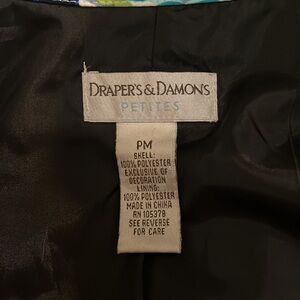 DRAPER'S & DAMON'S
PETITES
PM
SHELL:
100% POLYESTER
EXCLUSIVE OF
DECORATION
LINING:
100% POLYESTER
MADE IN CHINA
RN 105378
SEE REVERSE
FOR CARE